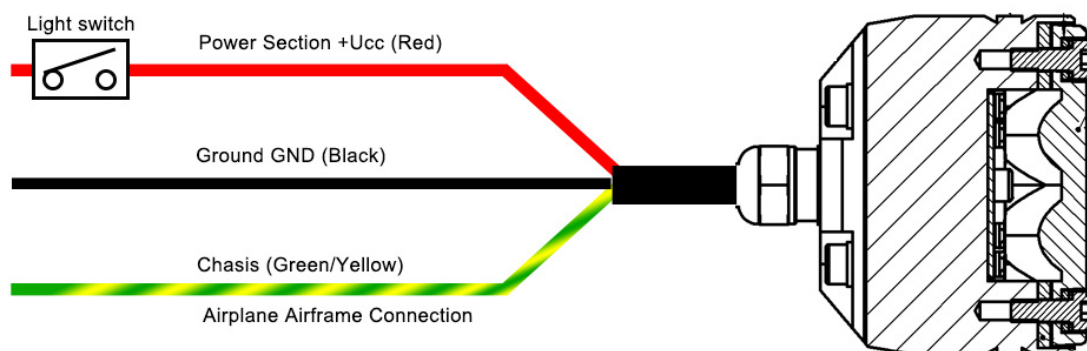 Light switch
Power Section +Ucc (Red)
Ground GND (Black)
Chasis (Green/Yellow)
Airplane Airframe Connection